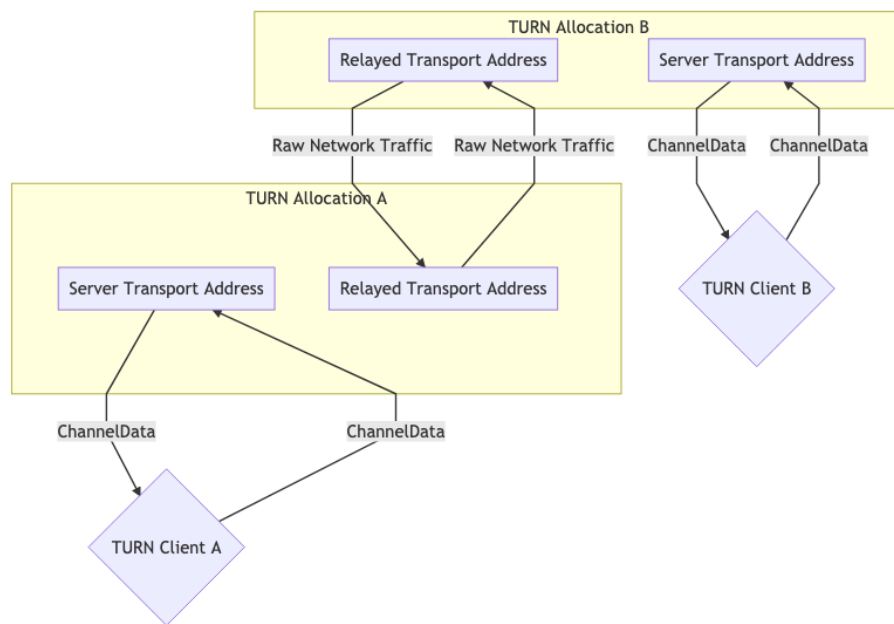 TURN Allocation B
Relayed Transport Address
Server Transport Address
Raw Network Traffic
Raw Network Traffic
ChannelData
ChannelData
TURN Allocation A
Server Transport Address
Relayed Transport Address
TURN Client B
ChannelData
ChannelData
TURN Client A